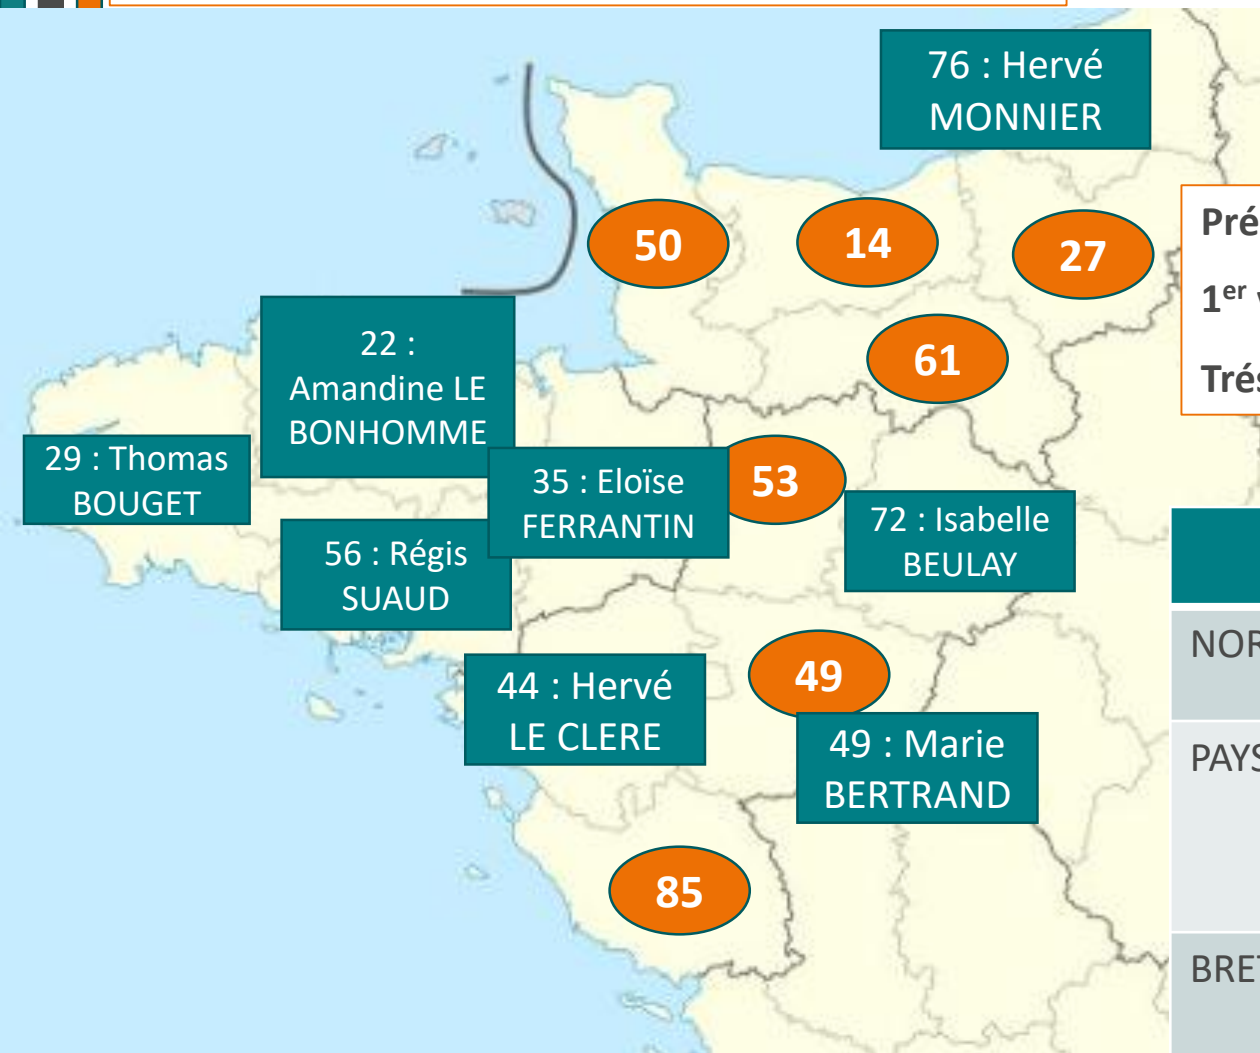 76 : Hervé
MONNIER
50
14
27
61
22 :
Amandine LE
BONHOMME
29 : Thomas
BOUGET
35 : Eloïse
FERRANTIN
53
72 : Isabelle
BEULAY
56 : Régis
SUAUD
44 : Hervé
LE CLERE
49
49 : Marie
BERTRAND
85
Pré
1er
Trés
NOR
PAYS
BRET